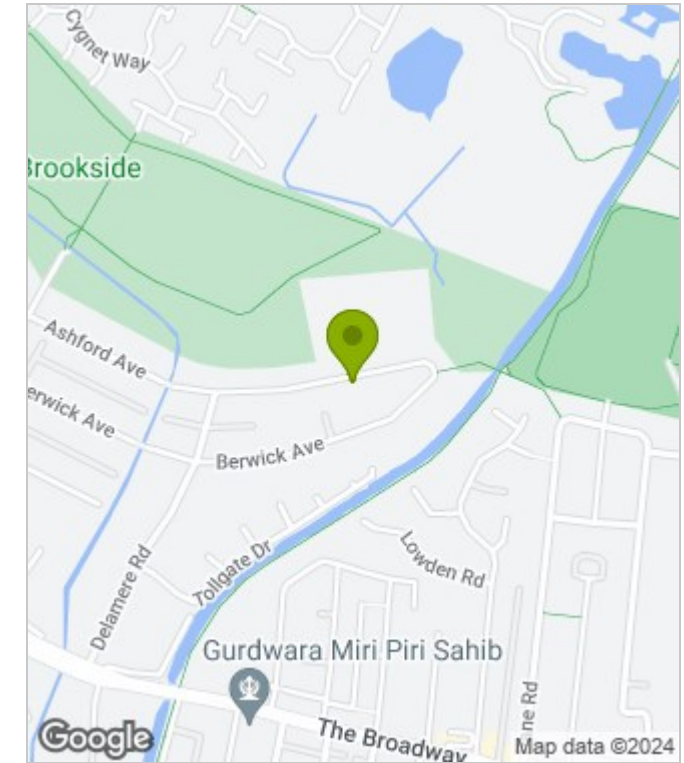 Cygnet Way
Brookside
Ashford Ave
erwick Ave
Berwick Ave
Delamere Rd
Tollgate Dr
Lowden Rd
Gurdwara Miri Piri Sahib
ne Rd
The Broadway
Google
Map data ©2024